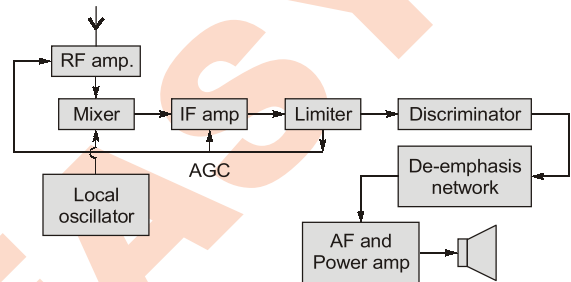 RF amp.
Mixer
IF amp
Limiter
Discriminator
AGC
De-emphasis
network
Local
oscillator
AF and
Power amp